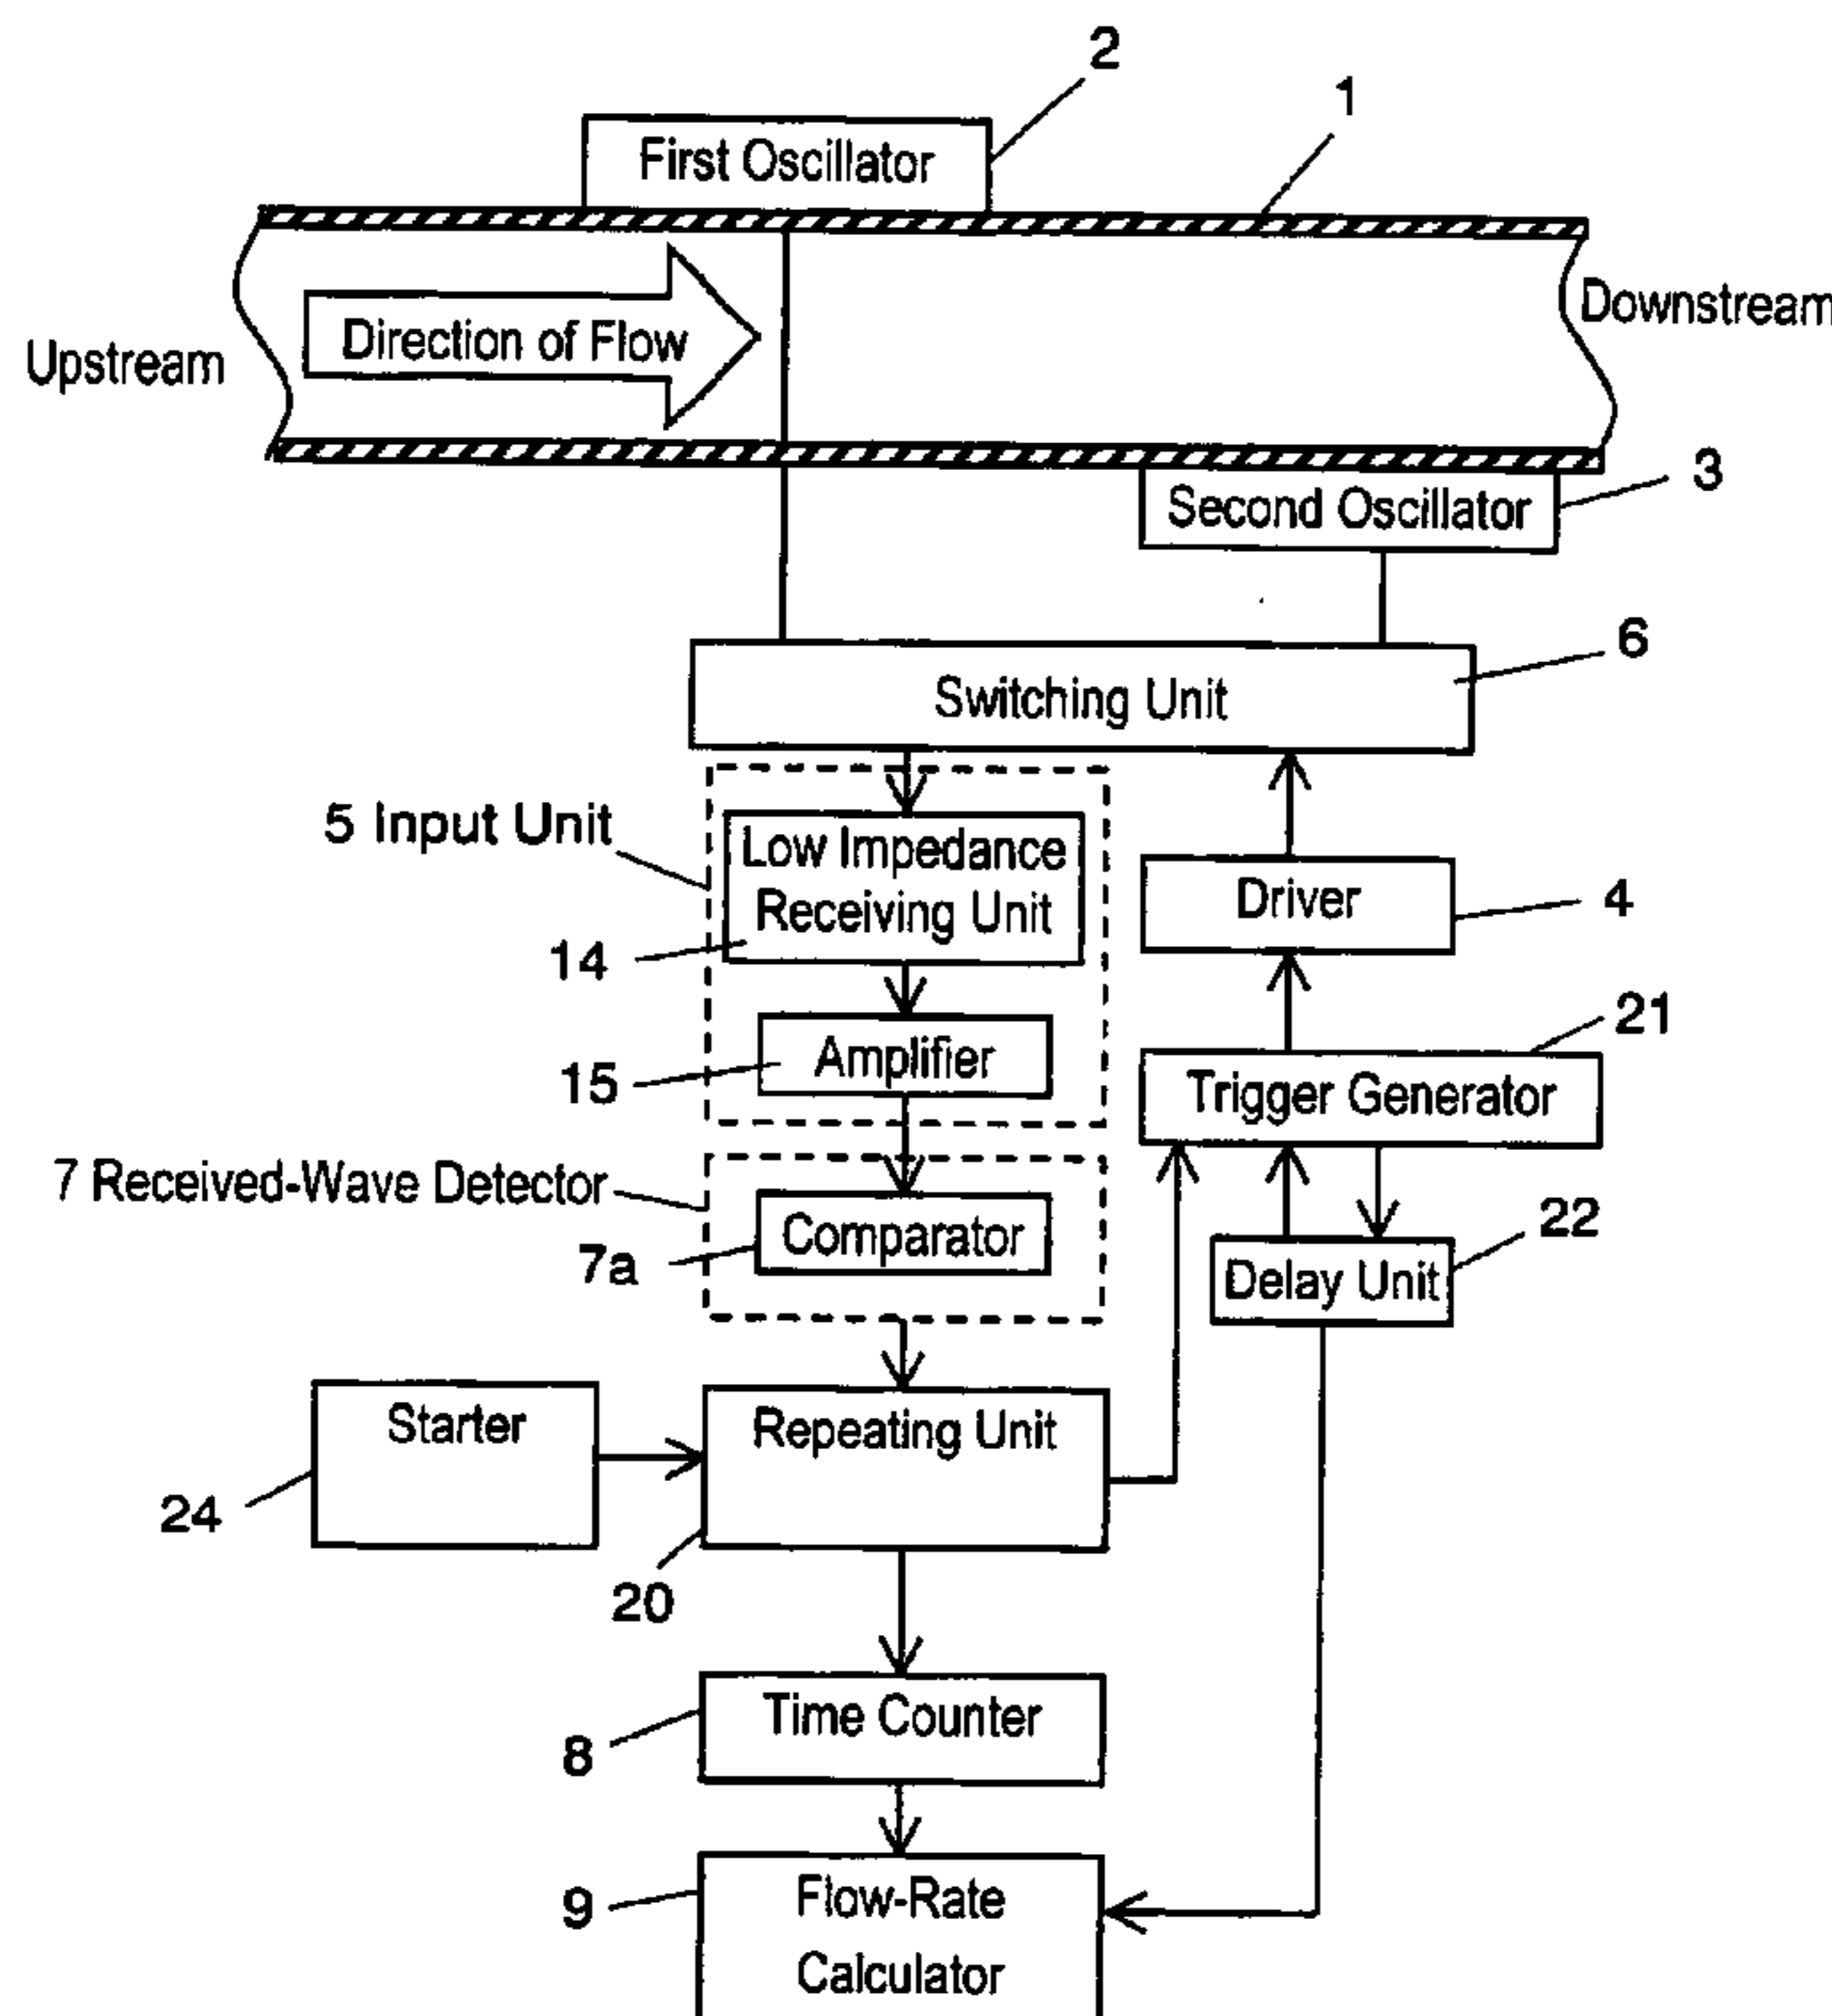 2
1
First Oscillator
Direction of Flow
Upstream
Downstream
Second Oscillator
3
Switching Unit
6
5 Input Unit
Low Impedance
Receiving Unit
14
Driver
4
Amplifier
15
Trigger Generator
21
7 Received-Wave Detector
Comparator
7a
Delay Unit
22
Starter
24
Repeating Unit
20
Time Counter
8
Flow-Rate
Calculator
9